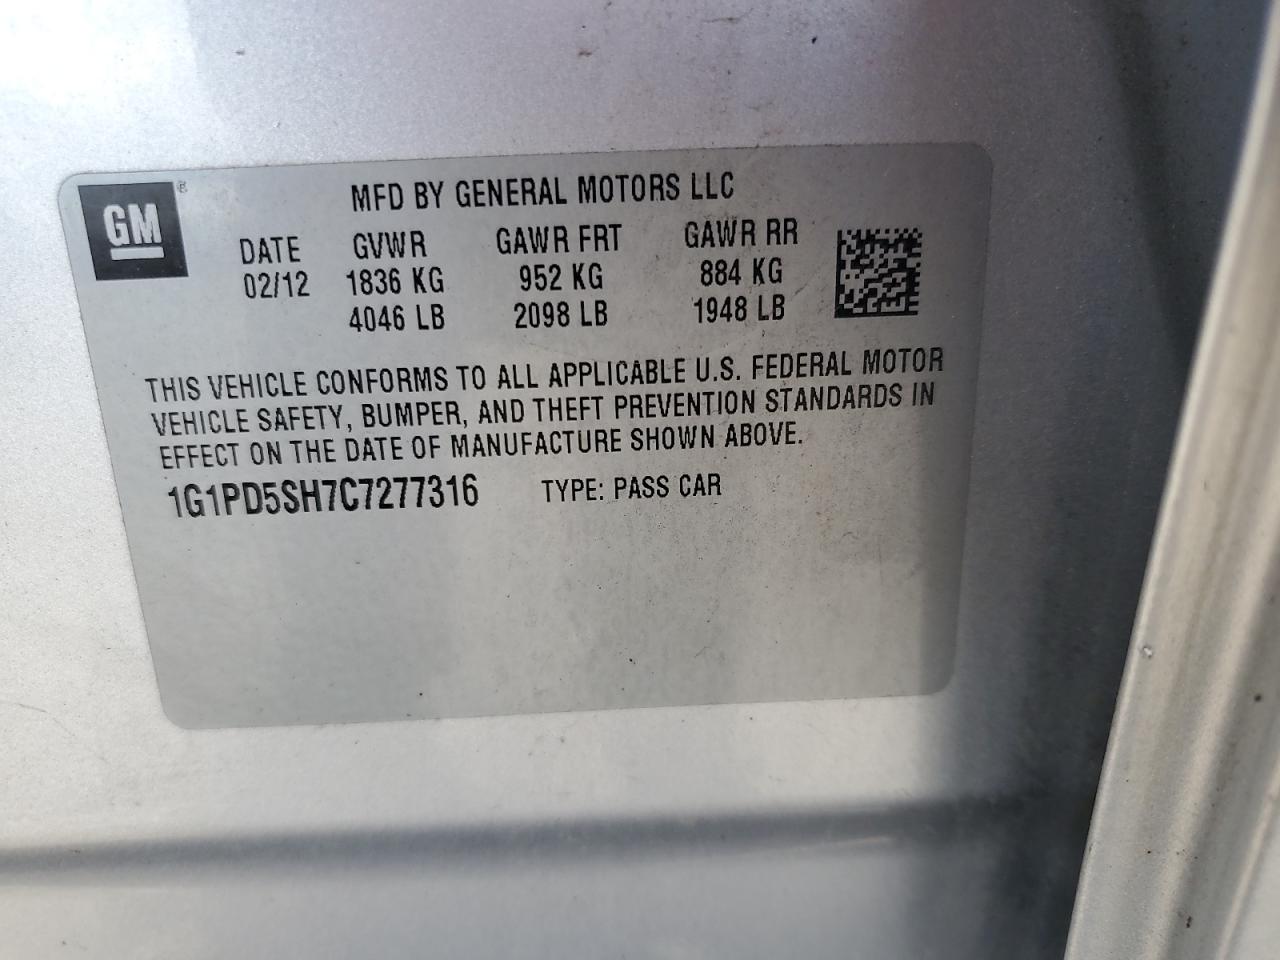 GM ®
MFD BY GENERAL MOTORS LLC
DATE GVWR GAWR FRT GAWR RR
02/12 1836 KG 952 KG 884 KG
4046 LB 2098 LB 1948 LB
THIS VEHICLE CONFORMS TO ALL APPLICABLE U.S. FEDERAL MOTOR
VEHICLE SAFETY, BUMPER, AND THEFT PREVENTION STANDARDS IN
EFFECT ON THE DATE OF MANUFACTURE SHOWN ABOVE.
1G1PD5SH7C7277316 TYPE: PASS CAR